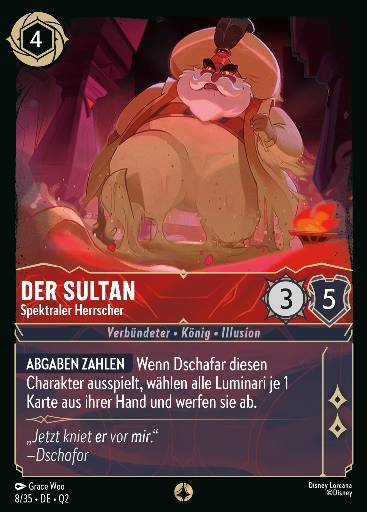 4
DER SULTAN
Spektraler Herrscher
3
5
Verbündeter • König • Illusion
ABGABEN ZAHLEN Wenn Dschafar diesen
Charakter ausspielt, wählen alle Luminari je 1
Karte aus ihrer Hand und werfen sie ab.
„Jetzt kniet er vor mir.“
—Dschofor
Grace Woo
8/35 • DE • Q2
Disney Lorcana
©Disney